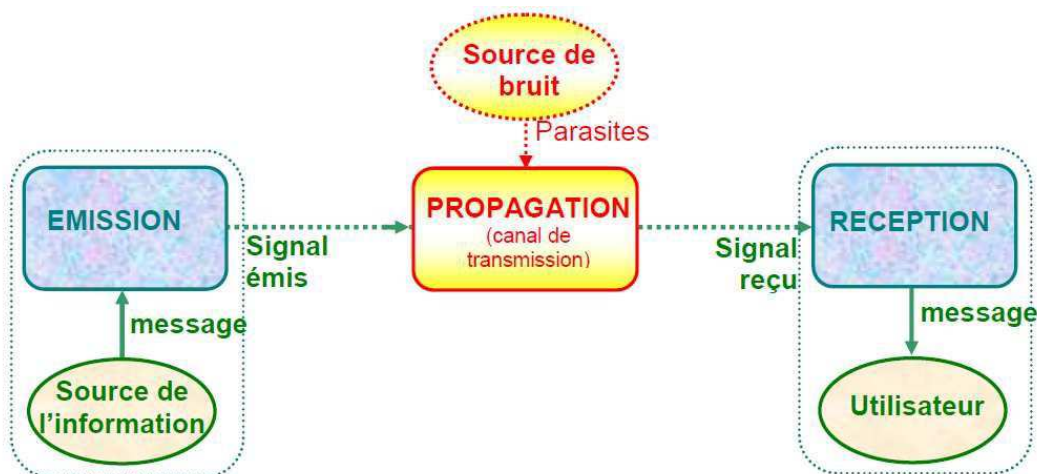 Source de
bruit
Parasites
EMISSION
Signal
émis
PROPAGATION
(canal de
transmission)
Signal
reçu
RECEPTION
message
message
Source de
l'information
Utilisateur